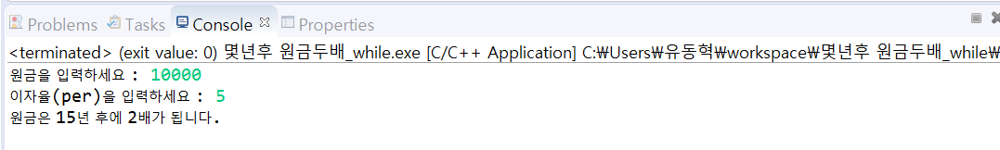 Problems Tasks Console Properties
<terminated> (exit value: 0) 몇년후 원금두배_while.exe [C/C++ Application] C:₩Users₩유동혁₩workspace₩몇년후 원금두배_while₩
원금을 입력하세요 : 10000
이자율(per)을 입력하세요 : 5
원금은 15년 후에 2배가 됩니다.